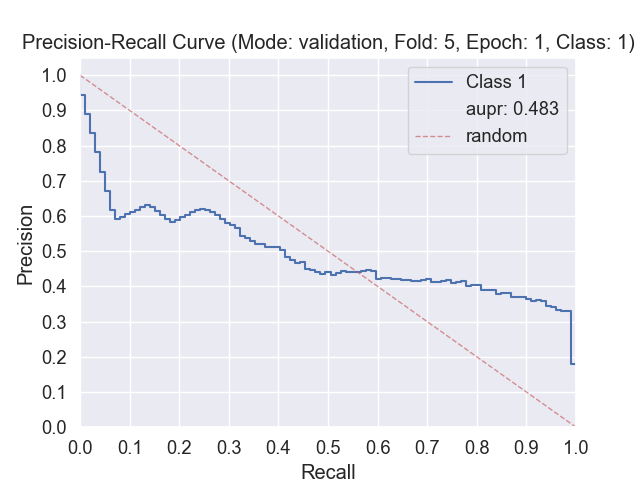 Precision-Recall Curve (Mode: validation, Fold: 5, Epoch: 1, Class: 1)
1.0
0.9
0.8
0.7
0.6
0.5
0.4
0.3
0.2
0.1
0.0
Precision
Class 1
aupr: 0.483
random
0.0 0.1 0.2 0.3 0.4 0.5 0.6 0.7 0.8 0.9 1.0
Recall